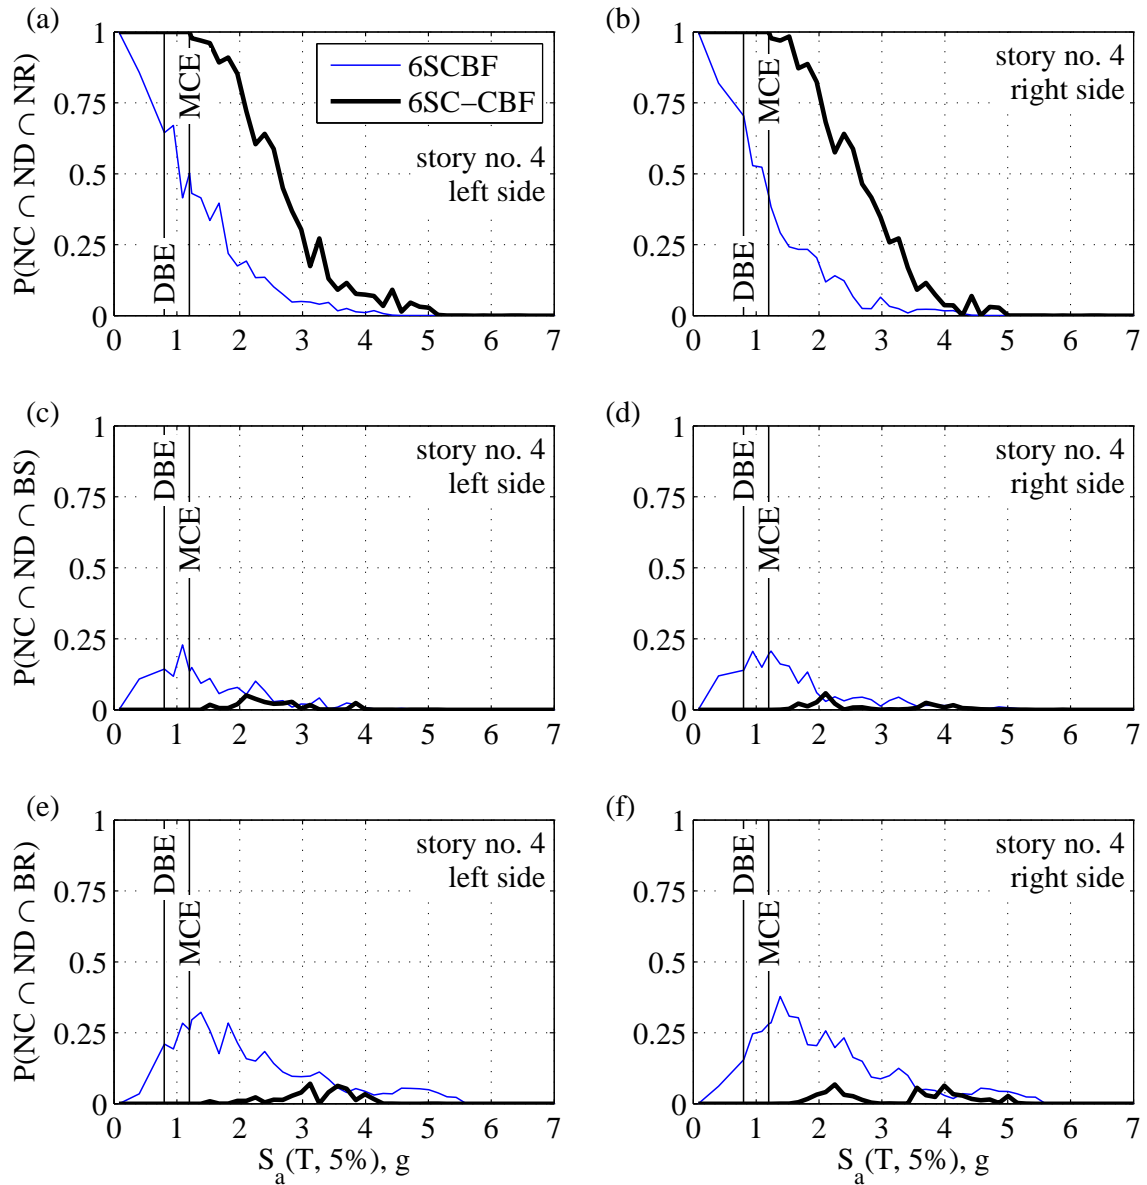 (a)
1
0.75
0.5
0.25
0
P(NC ∩ ND ∩ NR)
DBE
MCE
6SCBF
6SC−CBF
story no. 4
left side
0 1 2 3 4 5 6 7
(b)
1
0.75
0.5
0.25
0
DBE
MCE
story no. 4
right side
0 1 2 3 4 5 6 7
(c)
1
0.75
0.5
0.25
0
P(NC ∩ ND ∩ BS)
DBE
MCE
story no. 4
left side
0 1 2 3 4 5 6 7
(d)
1
0.75
0.5
0.25
0
DBE
MCE
story no. 4
right side
0 1 2 3 4 5 6 7
(e)
1
0.75
0.5
0.25
0
P(NC ∩ ND ∩ BR)
DBE
MCE
story no. 4
left side
0 1 2 3 4 5 6 7
S_a(T, 5%), g
(f)
1
0.75
0.5
0.25
0
DBE
MCE
story no. 4
right side
0 1 2 3 4 5 6 7
S_a(T, 5%), g